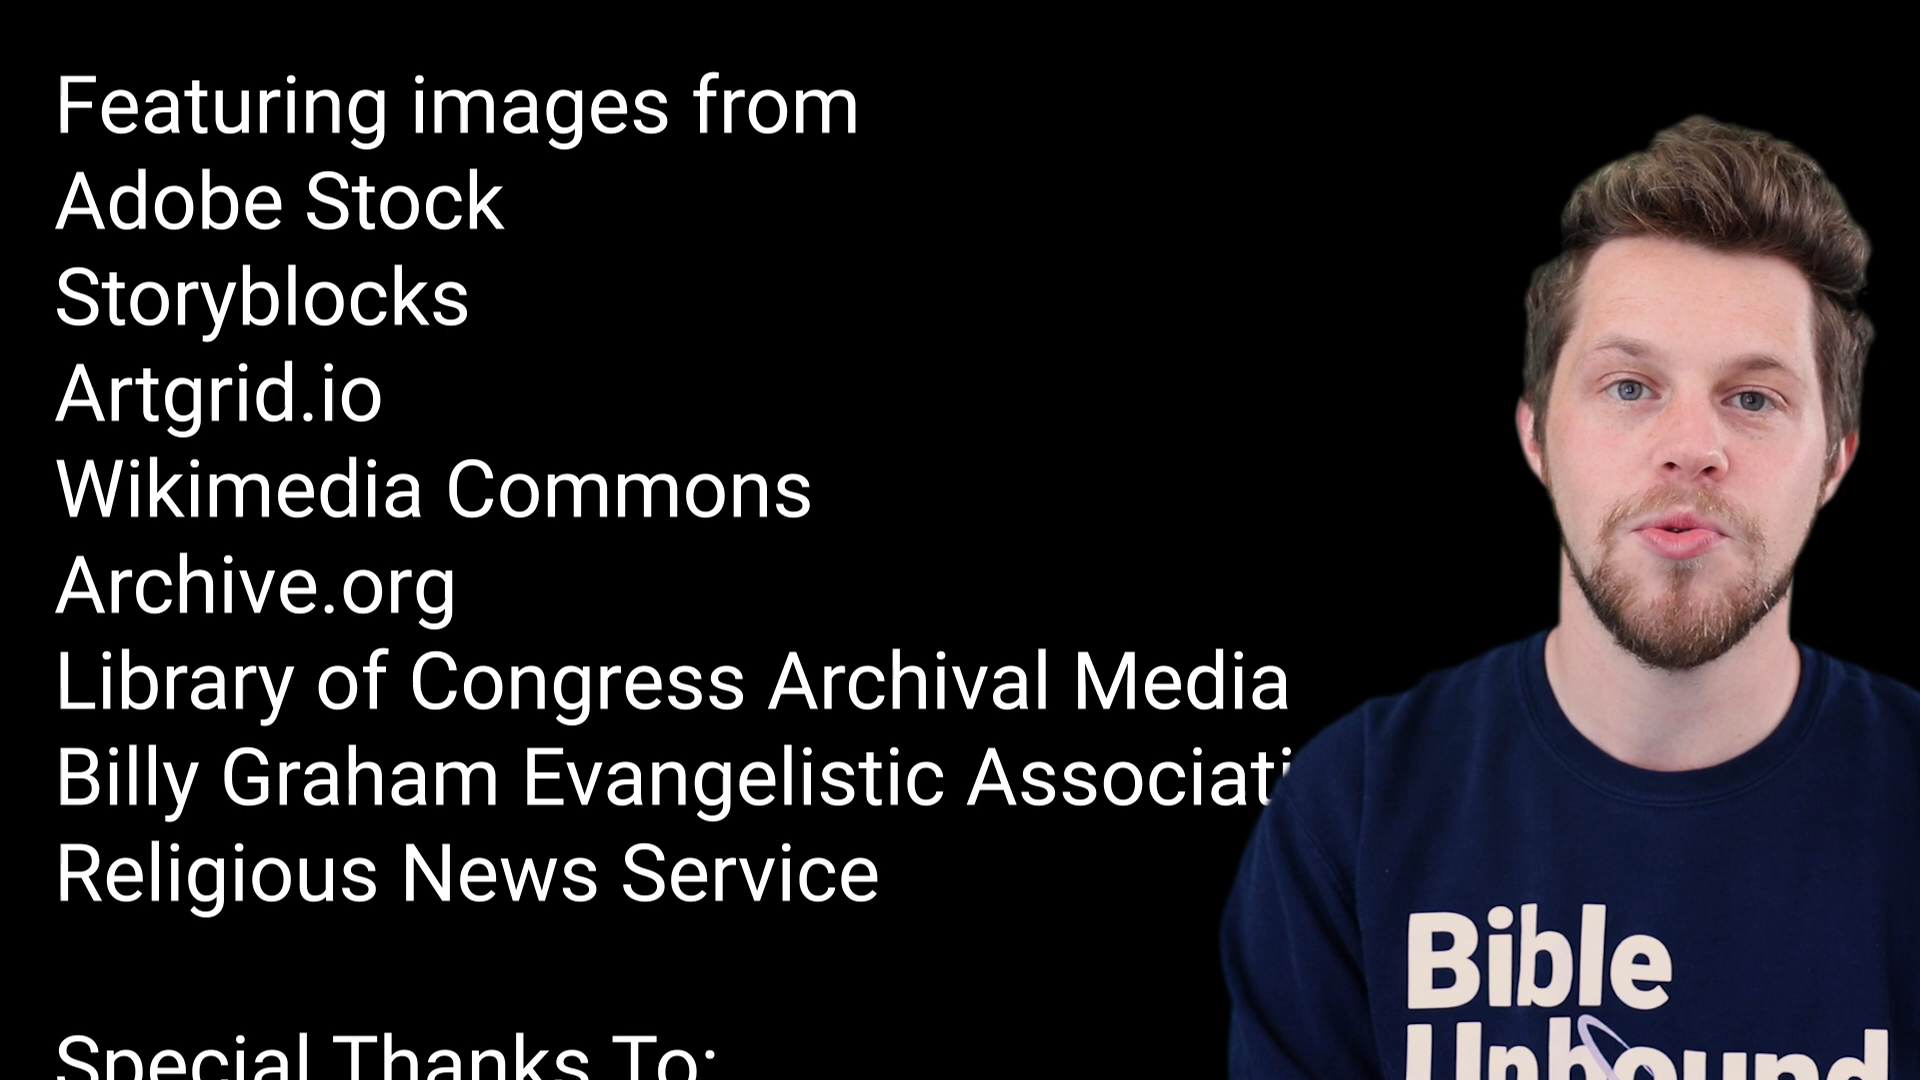 Featuring images from
Adobe Stock
Storyblocks
Artgrid.io
Wikimedia Commons
Archive.org
Library of Congress Archival Media
Billy Graham Evangelistic Associati
Religious News Service
Special Thanks To:
Bible
Unbound